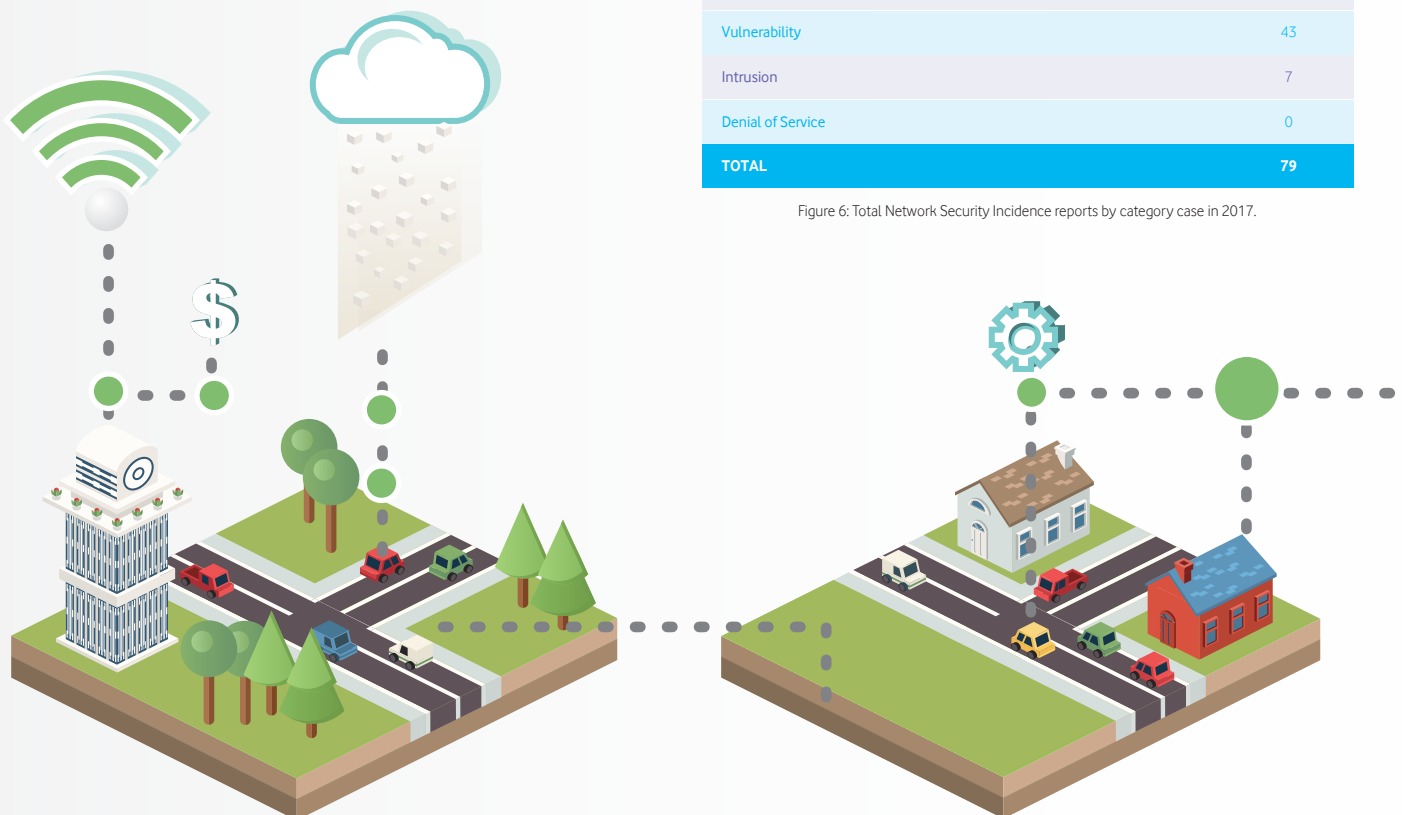 Vulnerability 43
Intrusion 7
Denial of Service 0
TOTAL 79
Figure 6: Total Network Security Incidence reports by category case in 2017.
$